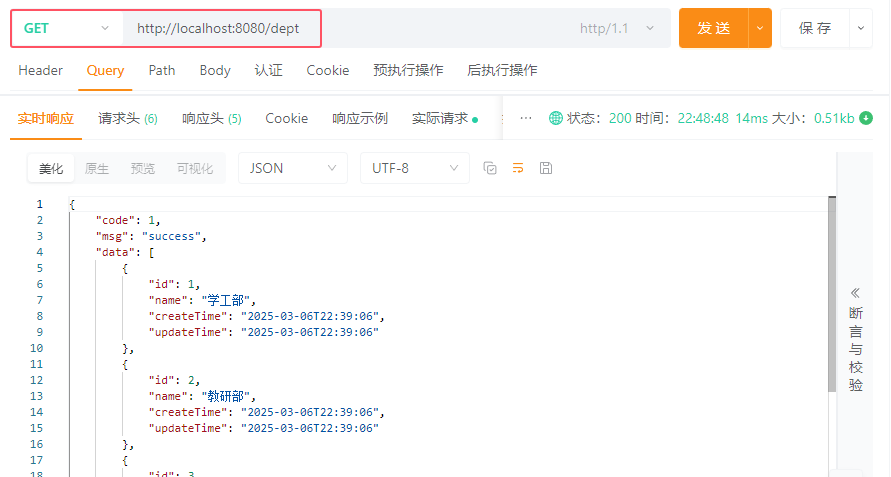 GET http://localhost:8080/dept http/1.1 发送 保存
Header Query Path Body 认证 Cookie 预执行操作 后执行操作
实时响应 请求头 (6) 响应头 (5) Cookie 响应示例 实际请求 ... 状态: 200 时间: 22:48:48 14ms 大小: 0.51kb
美化 原生 预览 可视化 JSON UTF-8
1 {
2 "code": 1,
3 "msg": "success",
4 "data": [
5 {
6 "id": 1,
7 "name": "学工部",
8 "createTime": "2025-03-06T22:39:06",
9 "updateTime": "2025-03-06T22:39:06"
10 },
11 {
12 "id": 2,
13 "name": "教研部",
14 "createTime": "2025-03-06T22:39:06",
15 "updateTime": "2025-03-06T22:39:06"
16 },
17 {
18 "id": 3
断言与校验